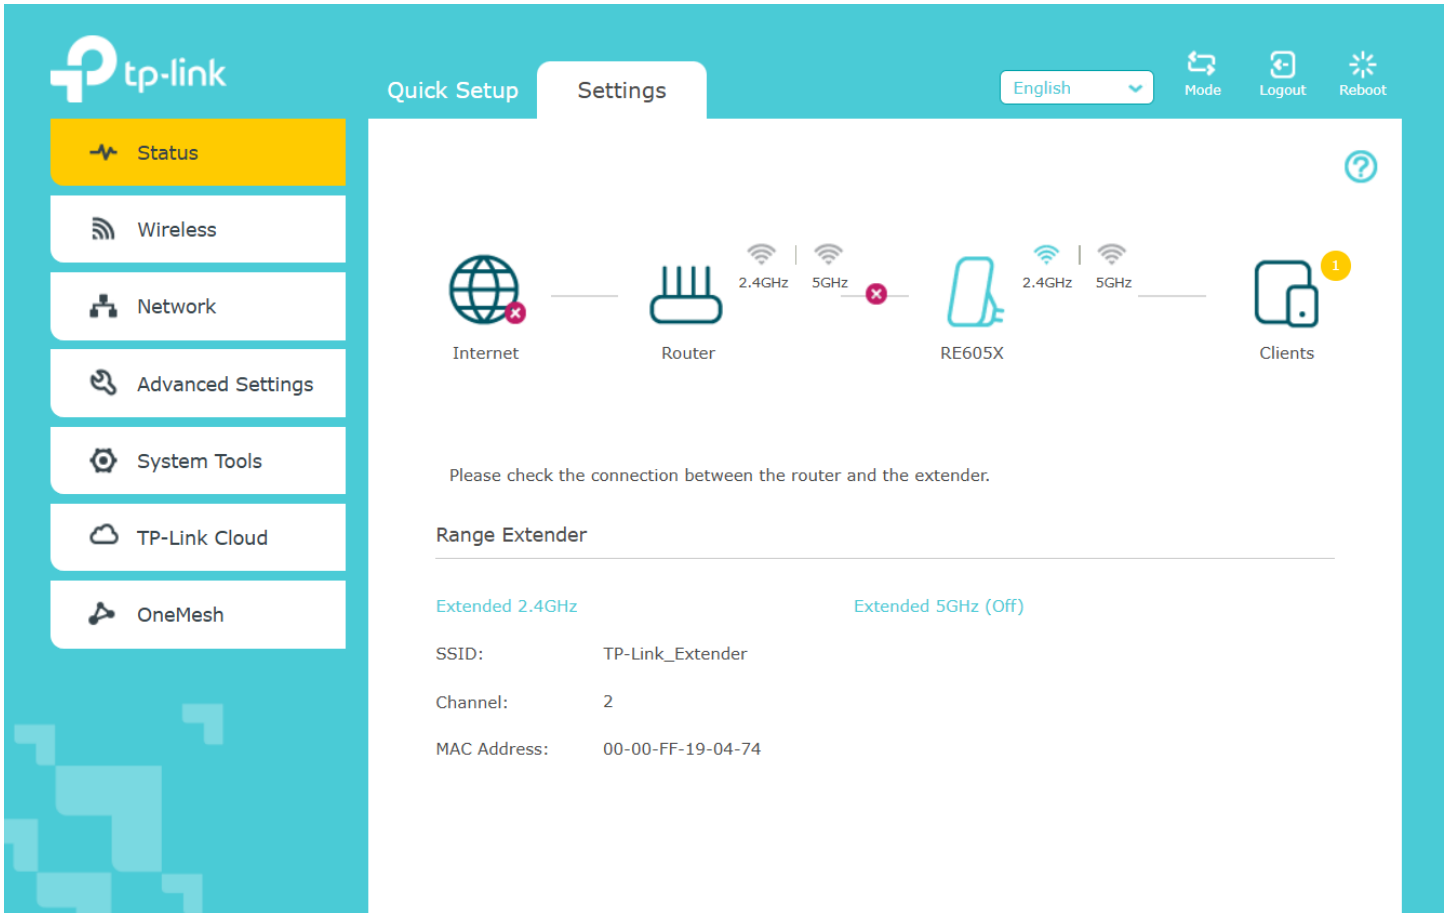 tp-link
Quick Setup
Settings
English
Mode
Logout
Reboot
Status
Wireless
Network
Advanced Settings
System Tools
TP-Link Cloud
OneMesh
2.4GHz
5GHz
2.4GHz
5GHz
1
Internet
Router
RE605X
Clients
Please check the connection between the router and the extender.
Range Extender
Extended 2.4GHz
Extended 5GHz (Off)
SSID: TP-Link_Extender
Channel: 2
MAC Address: 00-00-FF-19-04-74